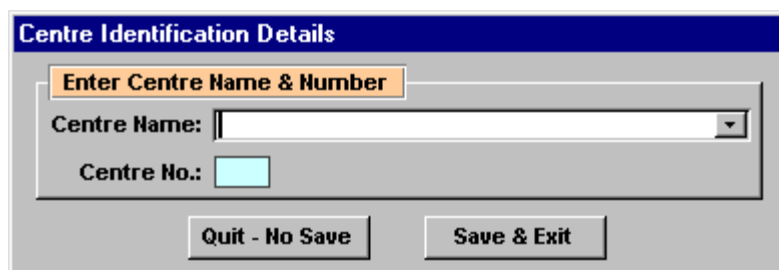 Centre Identification Details
Enter Centre Name & Number
Centre Name:
Centre No.:
Quit - No Save Save & Exit